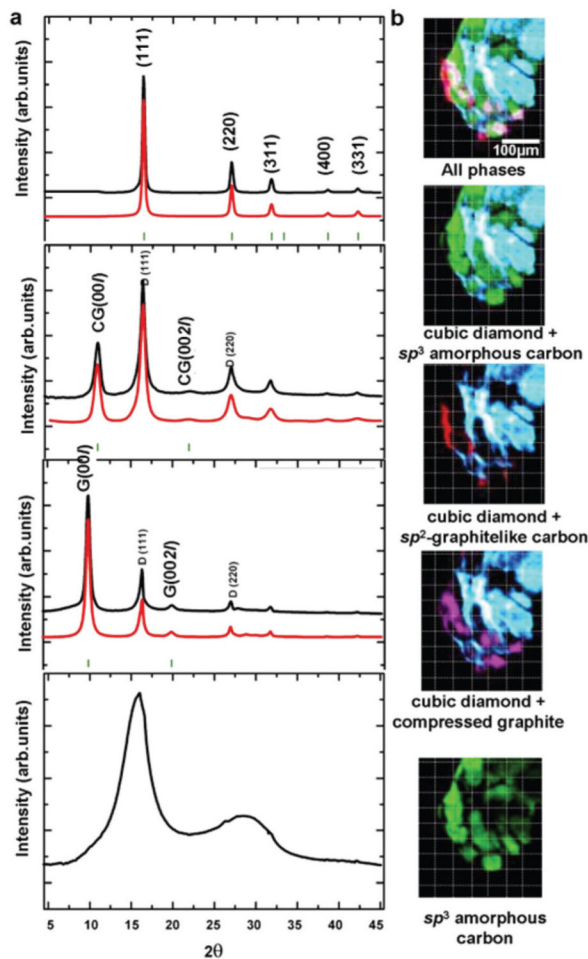 a
b
Intensity (arb.units)
(111)
(220)
(311)
(400)
(331)
Intensity (arb.units)
CG(00l)
D (111)
CG(002l)
D (220)
Intensity (arb.units)
G(00l)
D (111)
G(002l)
D (220)
Intensity (arb.units)
5 10 15 20 25 30 35 40 45
2θ
100µm
All phases
cubic diamond +
sp³ amorphous carbon
cubic diamond +
sp²-graphitelike carbon
cubic diamond +
compressed graphite
sp³ amorphous
carbon